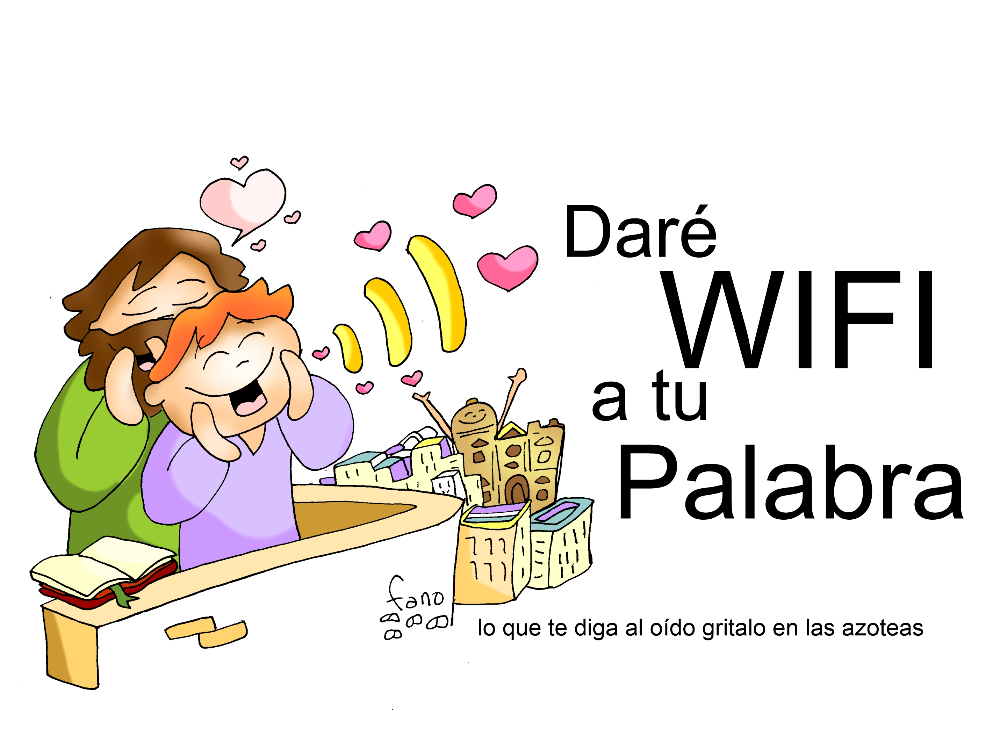 Daré
WIFI
a tu
Palabra
fano
lo que te diga al oído gritalo en las azoteas